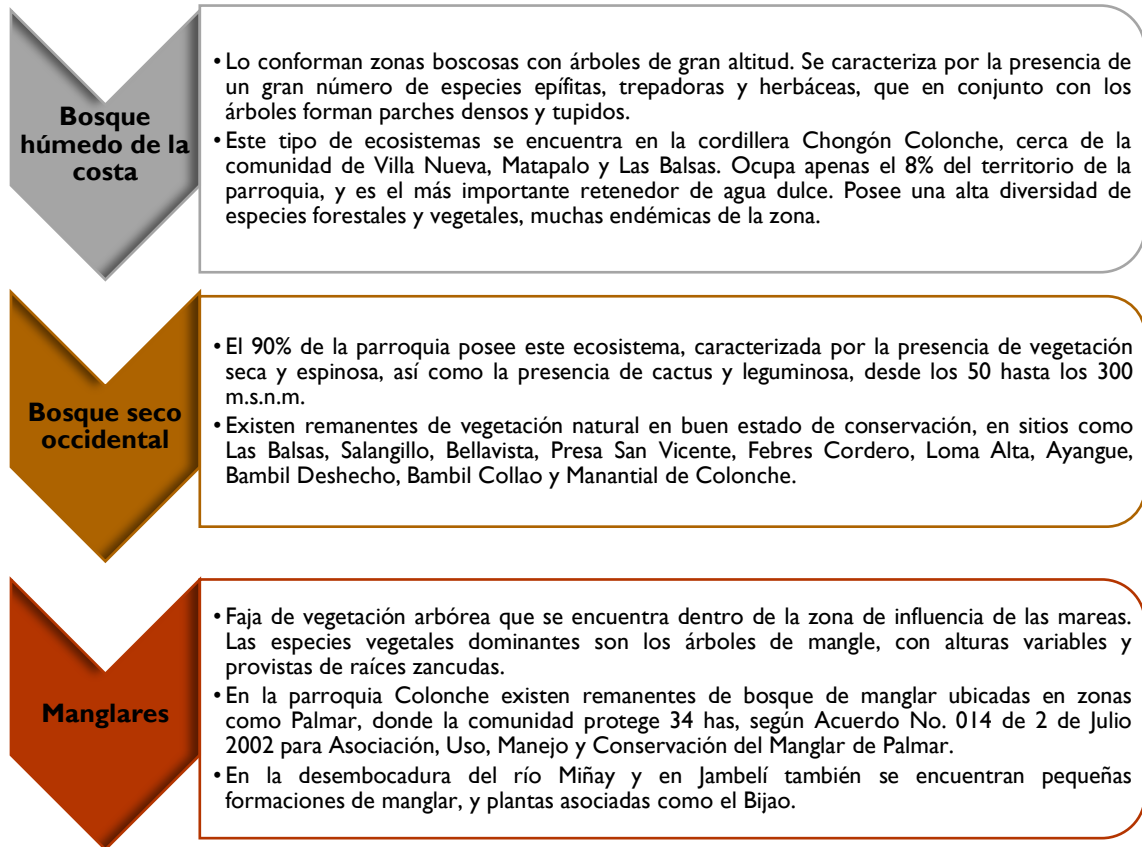 Bosque
húmedo de la
costa
• Lo conforman zonas boscosas con árboles de gran altitud. Se caracteriza por la presencia de
un gran número de especies epífitas, trepadoras y herbáceas, que en conjunto con los
árboles forman parches densos y tupidos.
• Este tipo de ecosistemas se encuentra en la cordillera Chongón Colonche, cerca de la
comunidad de Villa Nueva, Matapalo y Las Balsas. Ocupa apenas el 8% del territorio de la
parroquia, y es el más importante retenedor de agua dulce. Posee una alta diversidad de
especies forestales y vegetales, muchas endémicas de la zona.
Bosque seco
occidental
• El 90% de la parroquia posee este ecosistema, caracterizada por la presencia de vegetación
seca y espinosa, así como la presencia de cactus y leguminosa, desde los 50 hasta los 300
m.s.n.m.
• Existen remanentes de vegetación natural en buen estado de conservación, en sitios como
Las Balsas, Salangillo, Bellavista, Presa San Vicente, Febres Cordero, Loma Alta, Ayangue,
Bambil Deshecho, Bambil Collao y Manantial de Colonche.
Manglares
• Faja de vegetación arbórea que se encuentra dentro de la zona de influencia de las mareas.
Las especies vegetales dominantes son los árboles de mangle, con alturas variables y
provistas de raíces zancudas.
• En la parroquia Colonche existen remanentes de bosque de manglar ubicadas en zonas
como Palmar, donde la comunidad protege 34 has, según Acuerdo No. 014 de 2 de Julio
2002 para Asociación, Uso, Manejo y Conservación del Manglar de Palmar.
• En la desembocadura del río Miñay y en Jambelí también se encuentran pequeñas
formaciones de manglar, y plantas asociadas como el Bijao.